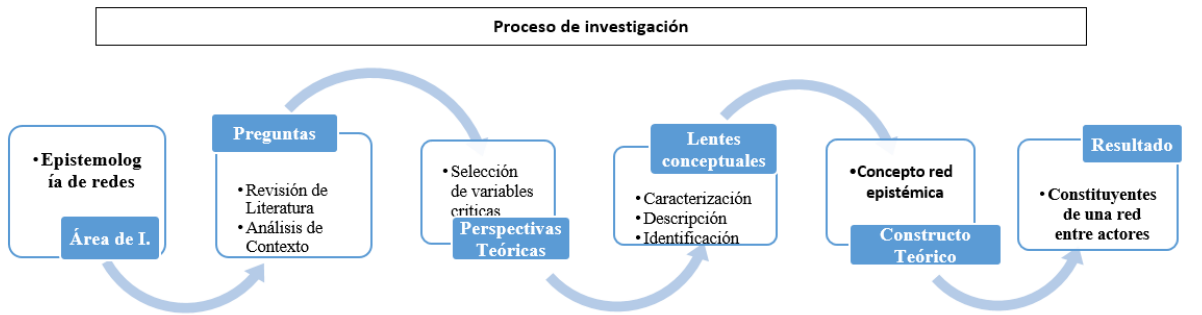 Proceso de investigación
•Epistemolog
ía de redes
Área de I.
Preguntas
•Revisión de
Literatura
•Análisis de
Contexto
•Selección
de variables
criticas
Perspectivas
Teóricas
Lentes
conceptuales
•Caracterización
•Descripción
•Identificación
•Concepto red
epistémica
Constructo
Teórico
Resultado
•Constituyentes
de una red
entre actores